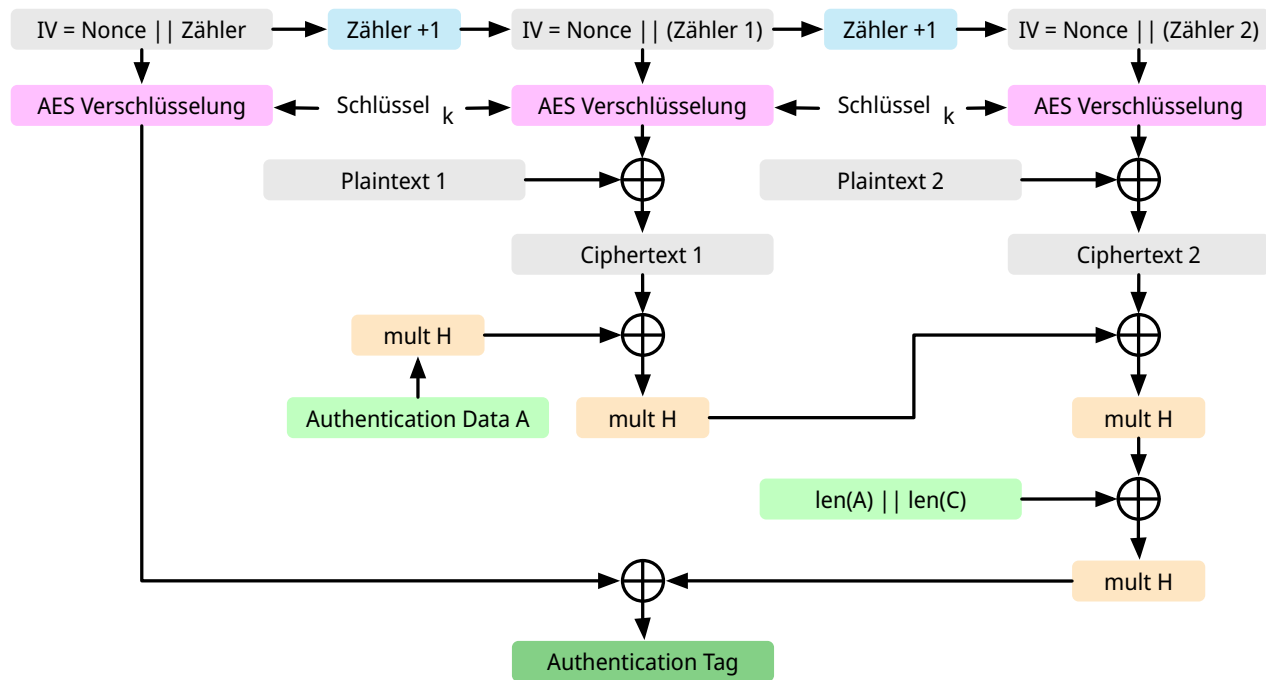 IV = Nonce || Zähler
Zähler +1
IV = Nonce || (Zähler 1)
Zähler +1
IV = Nonce || (Zähler 2)
AES Verschlüsselung
Schlüssel k
AES Verschlüsselung
Schlüssel k
AES Verschlüsselung
Plaintext 1
Plaintext 2
Ciphertext 1
Ciphertext 2
mult H
Authentication Data A
mult H
mult H
len(A) || len(C)
mult H
Authentication Tag